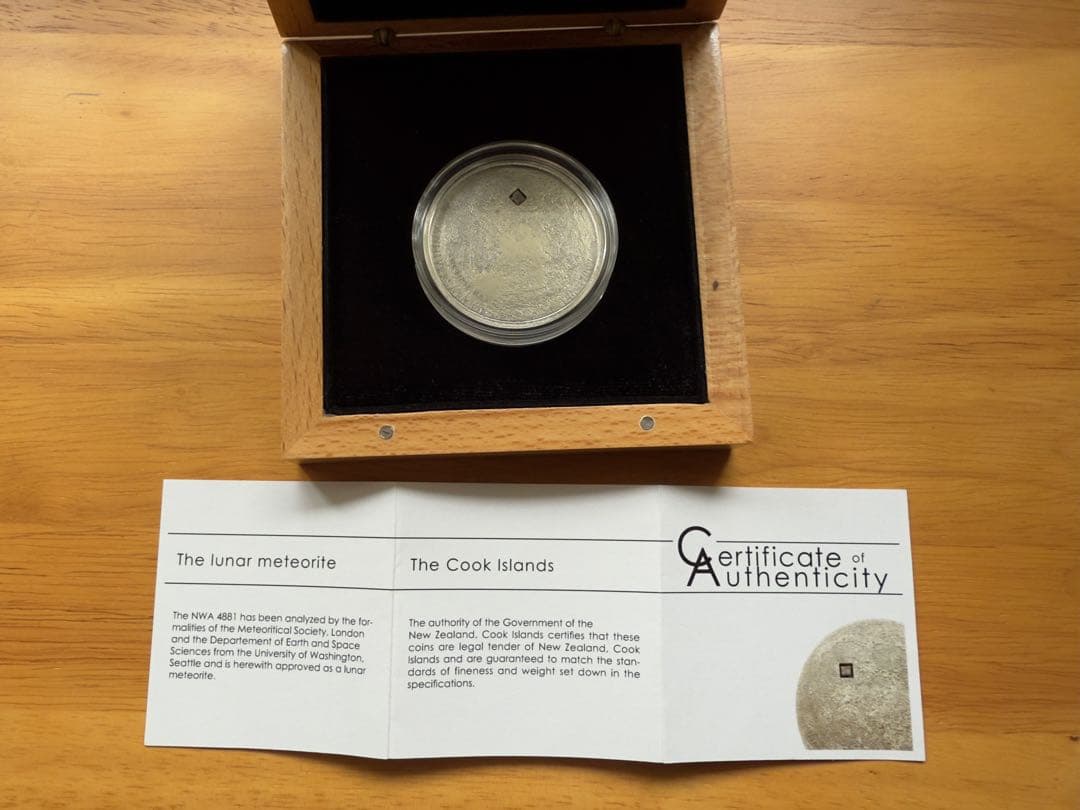 The lunar meteorite
The NWA 4881 has been analyzed by the for-
malities of the Meteoritical Society, London
and the Departement of Earth and Space
Sciences from the University of Washington,
Seattle and is herewith approved as a lunar
meteorite.
The Cook Islands
The authority of the Government of the
New Zealand, Cook Islands certifies that these
coins are legal tender of New Zealand, Cook
Islands and are guaranteed to match the stan-
dards of fineness and weight set down in the
specifications.
Certificate of
Authenticity